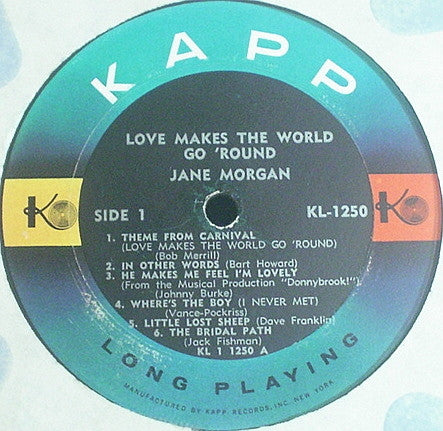 KAPP
LOVE MAKES THE WORLD
GO 'ROUND
JANE MORGAN
SIDE 1
KL-1250
K
K
1. THEME FROM CARNIVAL
(LOVE MAKES THE WORLD GO 'ROUND)
(Bob Merrill)
2. IN OTHER WORDS (Bart Howard)
3. HE MAKES ME FEEL I'M LOVELY
(From the Musical Production "Donnybrook!")
(Johnny Burke)
4. WHERE'S THE BOY (I NEVER MET)
(Vance-Pockriss)
5. LITTLE LOST SHEEP (Dave Franklin)
6. THE BRIDAL PATH
(Jack Fishman)
KL 1 1250 A
LONG PLAYING
MANUFACTURED BY KAPP RECORDS, INC. NEW YORK